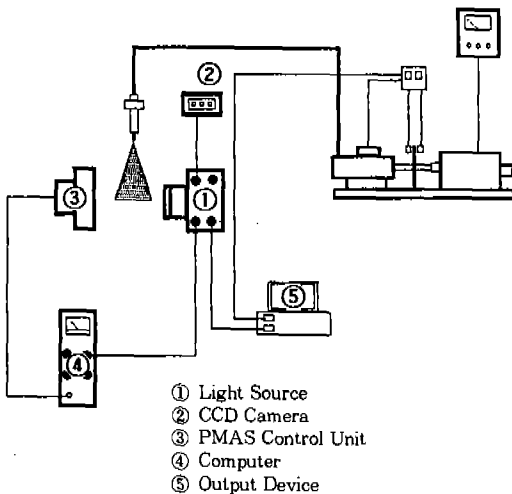 ②
③
①
⑤
④
① Light Source
② CCD Camera
③ PMAS Control Unit
④ Computer
⑤ Output Device